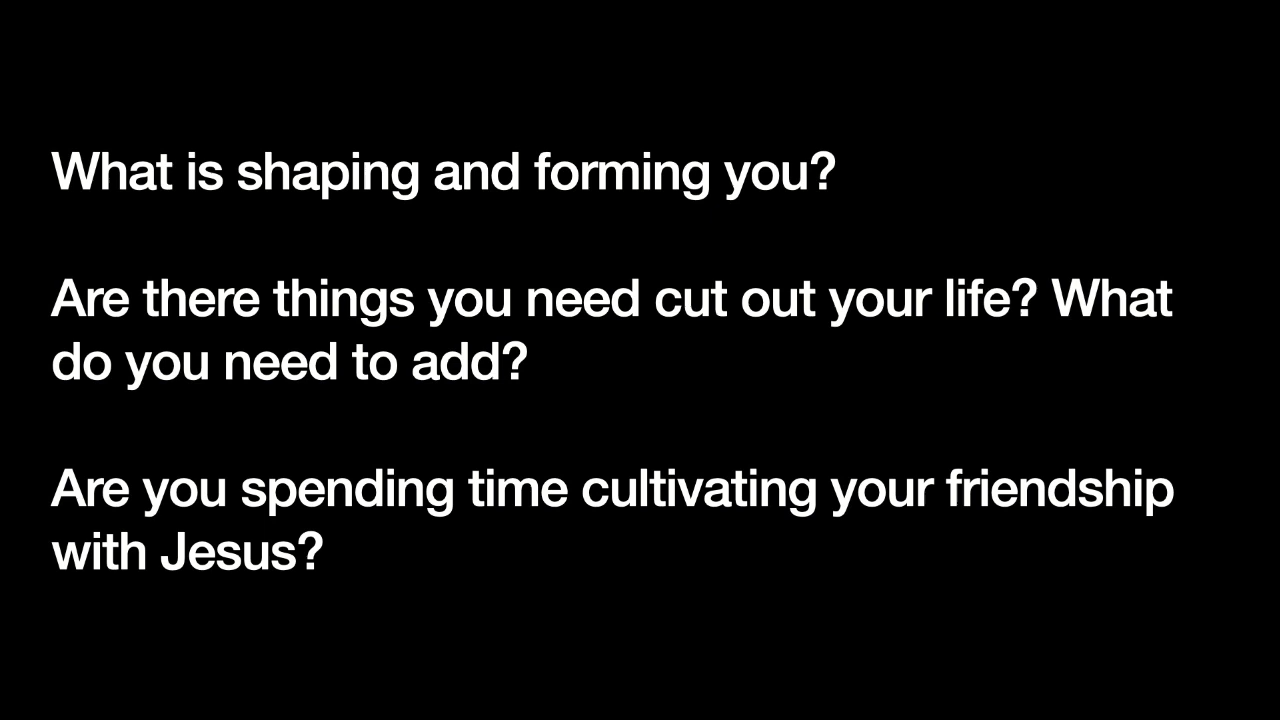 What is shaping and forming you?
Are there things you need cut out your life? What
do you need to add?
Are you spending time cultivating your friendship
with Jesus?